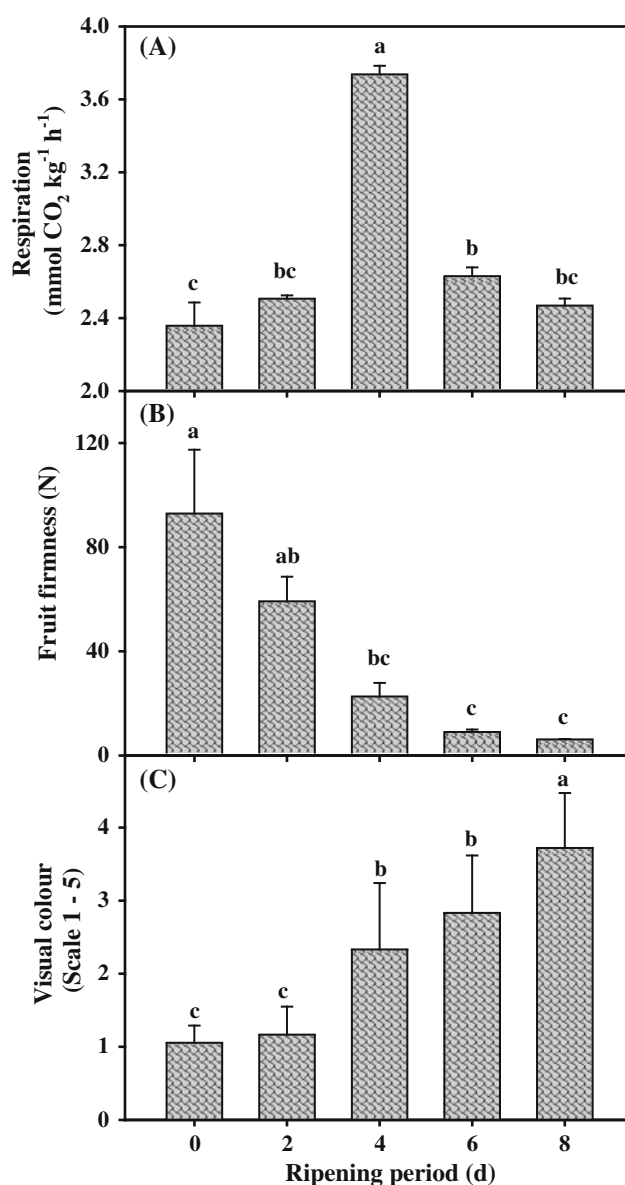 (A)
4.0
3.6
3.2
2.8
2.4
2.0
Respiration
(mmol CO₂ kg⁻¹ h⁻¹)
c
bc
a
b
bc
(B)
120
80
40
0
Fruit firmness (N)
a
ab
bc
c
c
(C)
4
3
2
1
0
Visual colour
(Scale 1 - 5)
c
c
b
b
a
0 2 4 6 8
Ripening period (d)